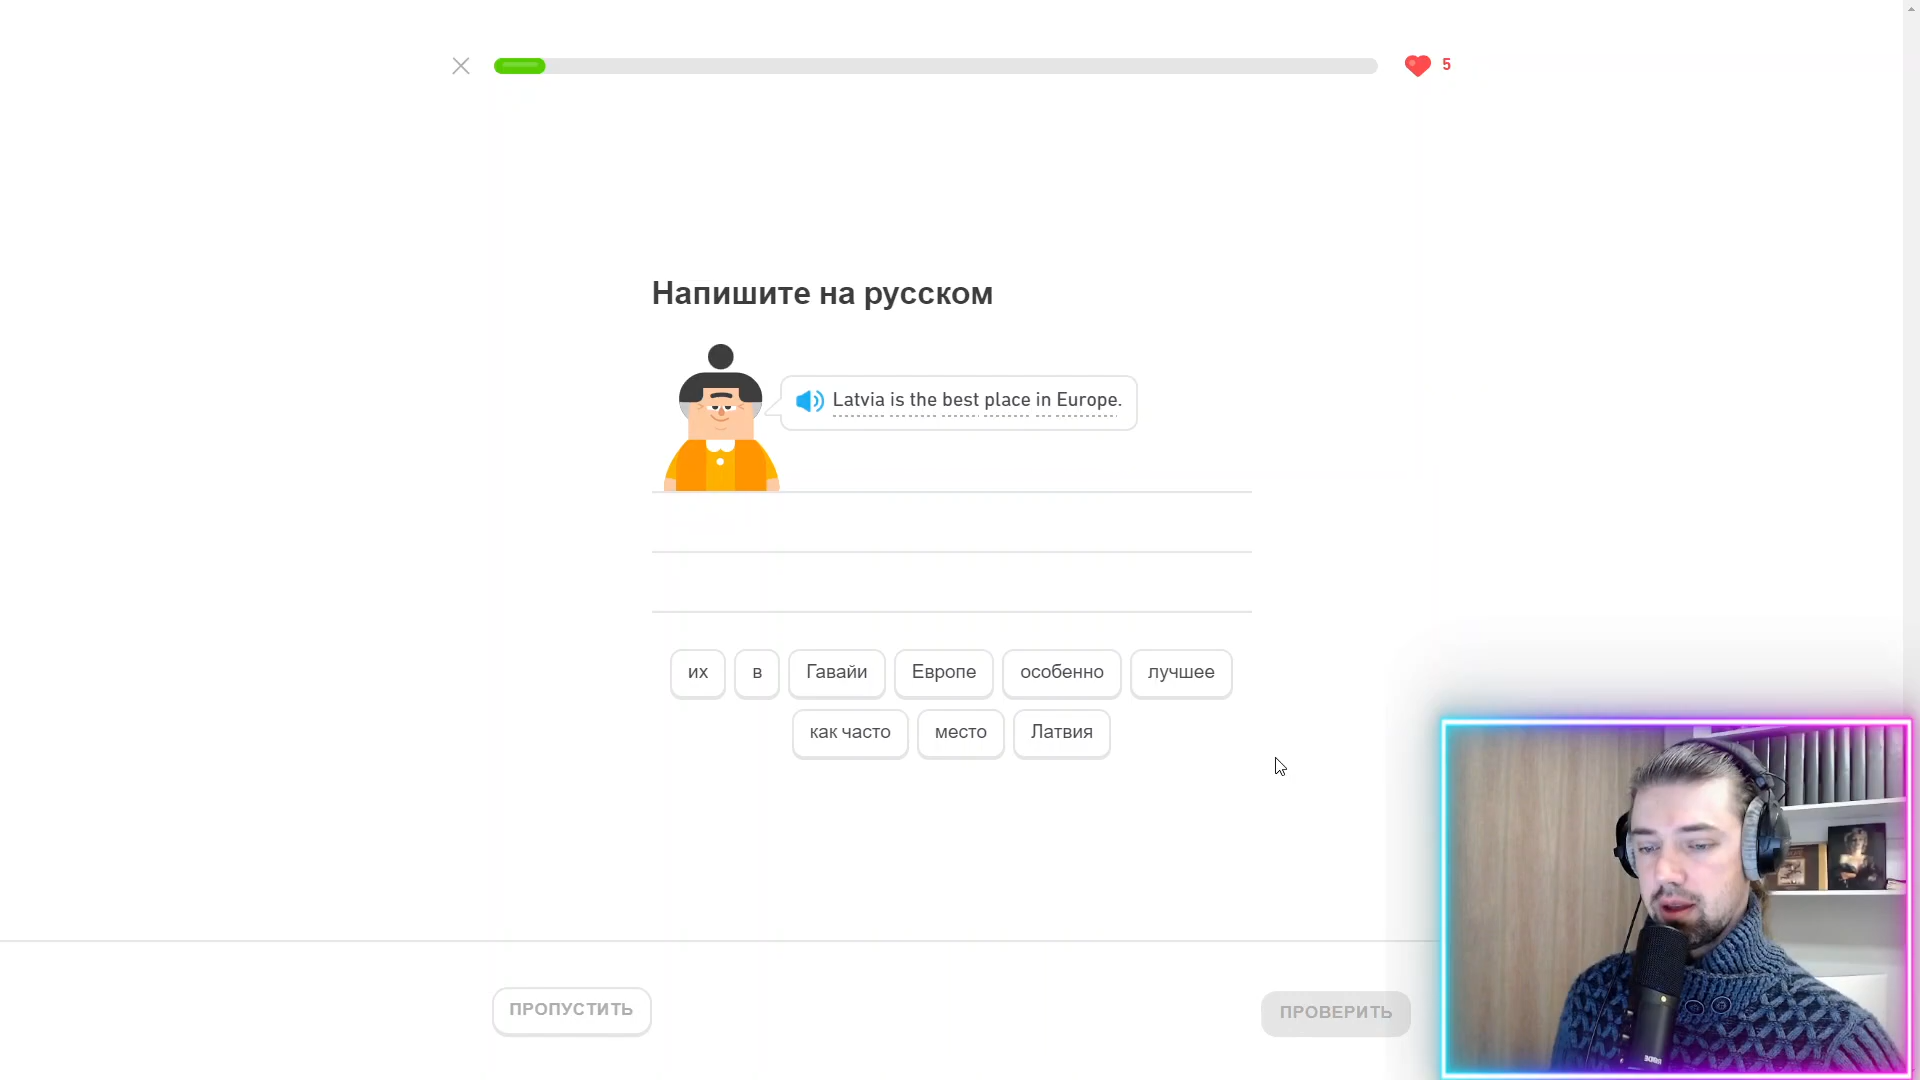 5
Напишите на русском
Latvia is the best place in Europe.
их в Гавайи Европе особенно лучшее
как часто место Латвия
ПРОПУСТИТЬ ПРОВЕРИТЬ